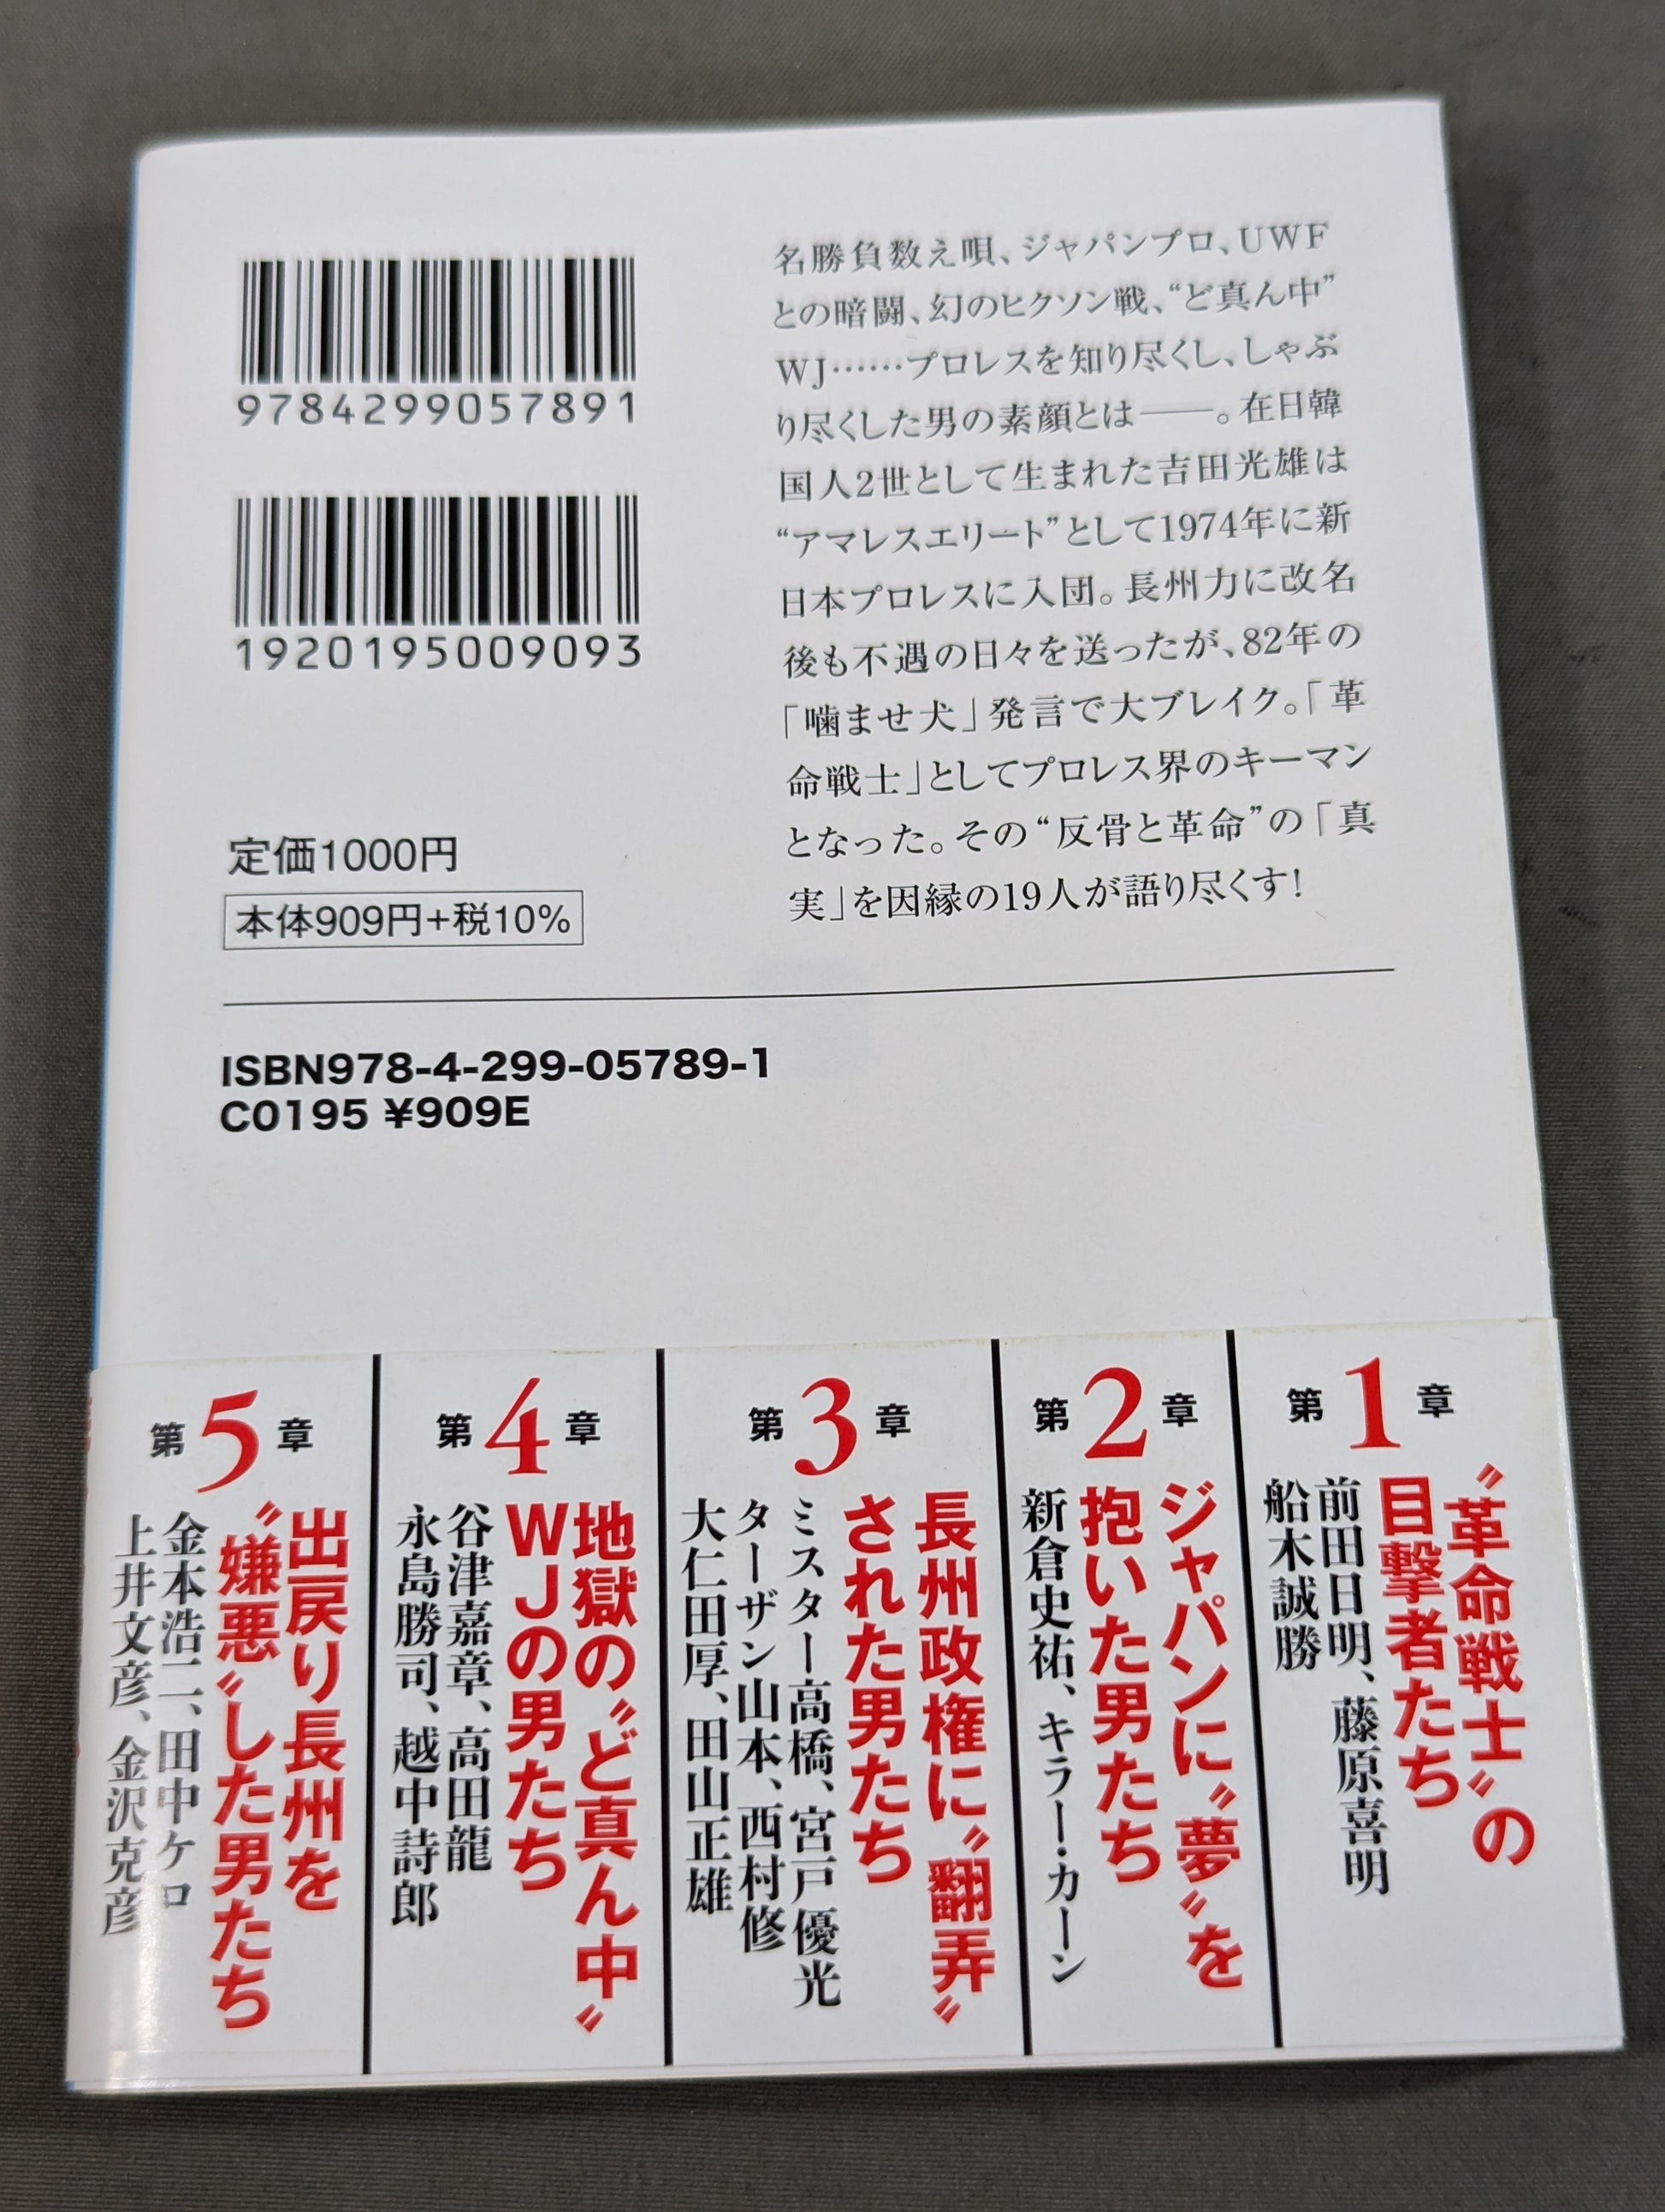 9784299057891
1920195009093
定価1000円
本体909円+税10%
名勝負数え唄、ジャパンプロ、UWF
との暗闘、幻のヒクソン戦、“ど真ん中”
WJ……プロレスを知り尽くし、しゃぶ
り尽くした男の素顔とは――。在日韓
国人2世として生まれた吉田光雄は
“アマレスエリート”として1974年に新
日本プロレスに入団。長州力に改名
後も不遇の日々を送ったが、82年の
「噛ませ犬」発言で大ブレイク。「革
命戦士」としてプロレス界のキーマン
となった。その“反骨と革命”の「真
実」を因縁の19人が語り尽くす!
ISBN978-4-299-05789-1
C0195 ¥909E
第1章
〝革命戦士〟の
目撃者たち
前田日明、藤原喜明
船木誠勝
第2章
ジャパンに〝夢〟を
抱いた男たち
新倉史祐、キラー・カーン
第3章
長州政権に〝翻弄〟
された男たち
ミスター高橋、宮戸優光
ターザン山本、西村修
大仁田厚、田山正雄
第4章
地獄の〝ど真ん中〟
WJの男たち
谷津嘉章、高田龍
永島勝司、越中詩郎
第5章
出戻り長州を
〝嫌悪〟した男たち
金本浩二、田中ケロ
上井文彦、金沢克彦